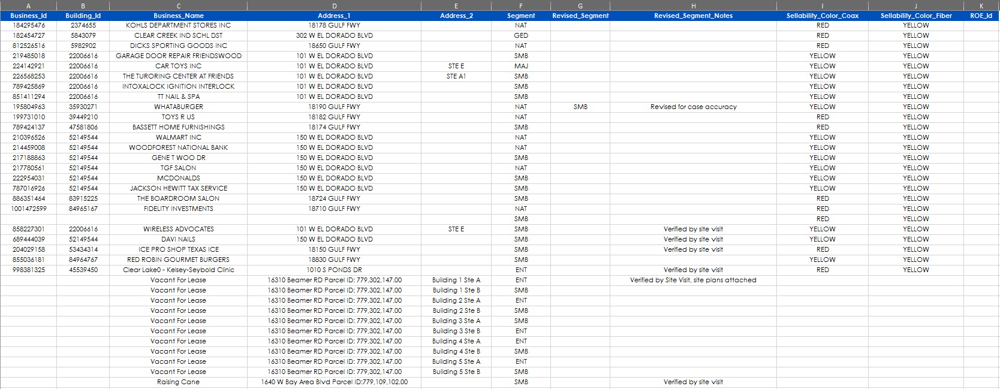 A B C D E F G H I J K
Business_Id Building_Id Business_Name Address_1 Address_2 Segment Revised_Segment Revised_Segment_Notes Sellability_Color_Coax Sellability_Color_Fiber ROE_Id
184295476 2374655 KOHLS DEPARTMENT STORES INC 18178 GULF FWY NAT RED YELLOW
182454727 5843079 CLEAR CREEK IND SCHL DST 302 W EL DORADO BLVD GED RED YELLOW
812526516 5982902 DICKS SPORTING GOODS INC 18650 GULF FWY NAT RED YELLOW
219485018 22006616 GARAGE DOOR REPAIR FRIENDSWOOD 101 W EL DORADO BLVD SMB YELLOW YELLOW
224142921 22006616 CAR TOYS INC 101 W EL DORADO BLVD STE E MAJ YELLOW YELLOW
226568253 22006616 THE TURORING CENTER AT FRIENDS 101 W EL DORADO BLVD STE A1 SMB YELLOW YELLOW
789425869 22006616 INTOXALOCK IGNITION INTERLOCK 101 W EL DORADO BLVD SMB YELLOW YELLOW
851411294 22006616 TT NAIL & SPA 101 W EL DORADO BLVD SMB YELLOW YELLOW
195804963 35930271 WHATABURGER 18190 GULF FWY NAT SMB Revised for case accuracy YELLOW YELLOW
199731010 39449210 TOYS R US 18182 GULF FWY NAT RED YELLOW
789424137 47581806 BASSETT HOME FURNISHINGS 18174 GULF FWY SMB RED YELLOW
210396526 52149544 WALMART INC 150 W EL DORADO BLVD NAT YELLOW YELLOW
214459008 52149544 WOODFOREST NATIONAL BANK 150 W EL DORADO BLVD NAT YELLOW YELLOW
217188863 52149544 GENE T WOO DR 150 W EL DORADO BLVD SMB YELLOW YELLOW
217780561 52149544 TGF SALON 150 W EL DORADO BLVD NAT YELLOW YELLOW
222954031 52149544 MCDONALDS 150 W EL DORADO BLVD SMB YELLOW YELLOW
787016926 52149544 JACKSON HEWITT TAX SERVICE 150 W EL DORADO BLVD SMB YELLOW YELLOW
886351464 83915225 THE BOARDROOM SALON 18724 GULF FWY SMB RED YELLOW
1001472599 84965167 FIDELITY INVESTMENTS 18710 GULF FWY NAT RED YELLOW
SMB RED YELLOW
858227301 22006616 WIRELESS ADVOCATES 101 W EL DORADO BLVD STE E SMB Verified by site visit YELLOW YELLOW
689444039 52149544 DAVI NAILS 150 W EL DORADO BLVD SMB Verified by site visit YELLOW YELLOW
204029158 53434314 ICE PRO SHOP TEXAS ICE 18150 GULF FWY SMB Verified by site visit RED YELLOW
855036181 84964767 RED ROBIN GOURMET BURGERS 18830 GULF FWY SMB YELLOW YELLOW
998381325 45539450 Clear Lake0 - Kelsey-Seybold Clinic 1010 S PONDS DR ENT Verified by site visit RED YELLOW
Vacant For Lease 16310 Beamer RD Parcel ID: 779,302,147.00 Building 1 Ste A ENT Verified by Site Visit, site plans attached
Vacant For Lease 16310 Beamer RD Parcel ID: 779,302,147.00 Building 1 Ste B SMB
Vacant For Lease 16310 Beamer RD Parcel ID: 779,302,147.00 Building 2 Ste A ENT
Vacant For Lease 16310 Beamer RD Parcel ID: 779,302,147.00 Building 2 Ste B SMB
Vacant For Lease 16310 Beamer RD Parcel ID: 779,302,147.00 Building 3 Ste A SMB
Vacant For Lease 16310 Beamer RD Parcel ID: 779,302,147.00 Building 3 Ste B ENT
Vacant For Lease 16310 Beamer RD Parcel ID: 779,302,147.00 Building 4 Ste A ENT
Vacant For Lease 16310 Beamer RD Parcel ID: 779,302,147.00 Building 4 Ste B SMB
Vacant For Lease 16310 Beamer RD Parcel ID: 779,302,147.00 Building 5 Ste A ENT
Vacant For Lease 16310 Beamer RD Parcel ID: 779,302,147.00 Building 5 Ste B SMB
Raising Cane 1640 W Bay Area Blvd Parcel ID:779,109,102.00 SMB Verified by site visit